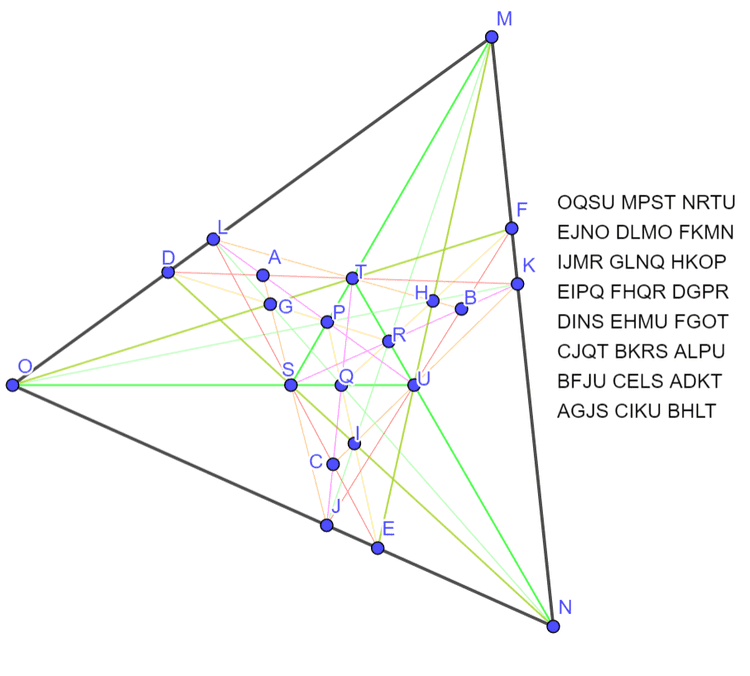 M
F
L
K
D
A
T
H
B
G
P
R
O
S
Q
U
I
C
J
E
N
OQSU MPST NRTU
EJNO DLMO FKMN
IJMR GLNQ HKOP
EIPQ FHQR DGPR
DINS EHMU FGOT
CJQT BKRS ALPU
BFJU CELS ADKT
AGJS CIKU BHLT